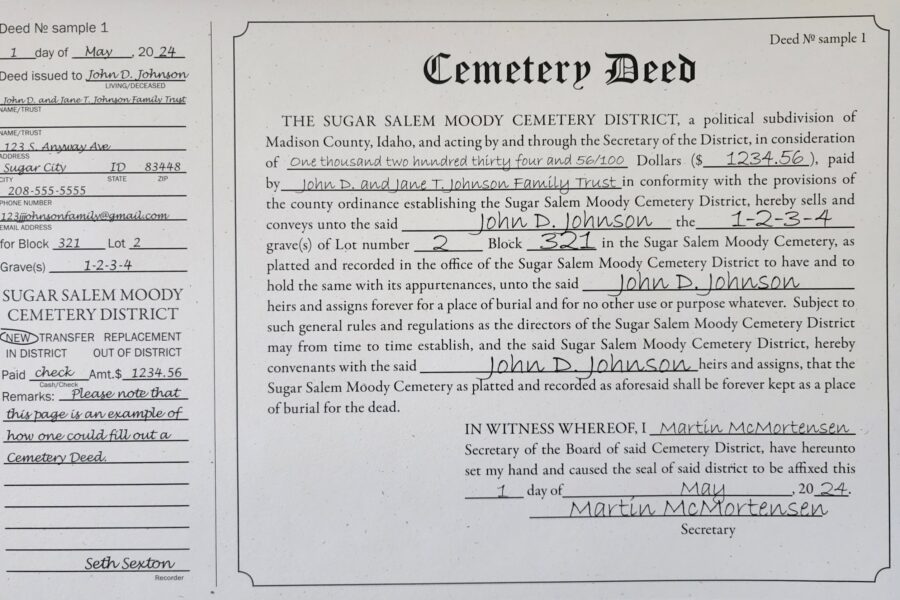 Deed № sample 1
1 day of May, 2024
Deed issued to John D. Johnson
LIVING/DECEASED
John D. and Jane T. Johnson Family Trust
NAME/TRUST
NAME/TRUST
123 S. Anyway Ave
ADDRESS
Sugar City ID 83448
CITY STATE ZIP
208-555-5555
PHONE NUMBER
123jjjohnsonfamily@gmail.com
EMAIL ADDRESS
for Block 321 Lot 2
Grave(s) 1-2-3-4
SUGAR SALEM MOODY
CEMETERY DISTRICT
NEW TRANSFER REPLACEMENT
IN DISTRICT OUT OF DISTRICT
Paid check Amt.$ 1234.56
Cash/Check
Remarks: Please note that
this page is an example of
how one could fill out a
Cemetery Deed.
Seth Sexton
Recorder
Deed № sample 1
Cemetery Deed
THE SUGAR SALEM MOODY CEMETERY DISTRICT, a political subdivision of
Madison County, Idaho, and acting by and through the Secretary of the District, in consideration
of One thousand two hundred thirty four and 56/100 Dollars ($ 1234.56 ), paid
by John D. and Jane T. Johnson Family Trust in conformity with the provisions of
the county ordinance establishing the Sugar Salem Moody Cemetery District, hereby sells and
conveys unto the said John D. Johnson the 1-2-3-4
grave(s) of Lot number 2 Block 321 in the Sugar Salem Moody Cemetery, as
platted and recorded in the office of the Sugar Salem Moody Cemetery District to have and to
hold the same with its appurtenances, unto the said John D. Johnson
heirs and assigns forever for a place of burial and for no other use or purpose whatever. Subject to
such general rules and regulations as the directors of the Sugar Salem Moody Cemetery District
may from time to time establish, and the said Sugar Salem Moody Cemetery District, hereby
convenants with the said John D. Johnson heirs and assigns, that the
Sugar Salem Moody Cemetery as platted and recorded as aforesaid shall be forever kept as a place
of burial for the dead.
IN WITNESS WHEREOF, I Martin McMortensen
Secretary of the Board of said Cemetery District, have hereunto
set my hand and caused the seal of said district to be affixed this
1 day of May, 2024.
Martin McMortensen
Secretary